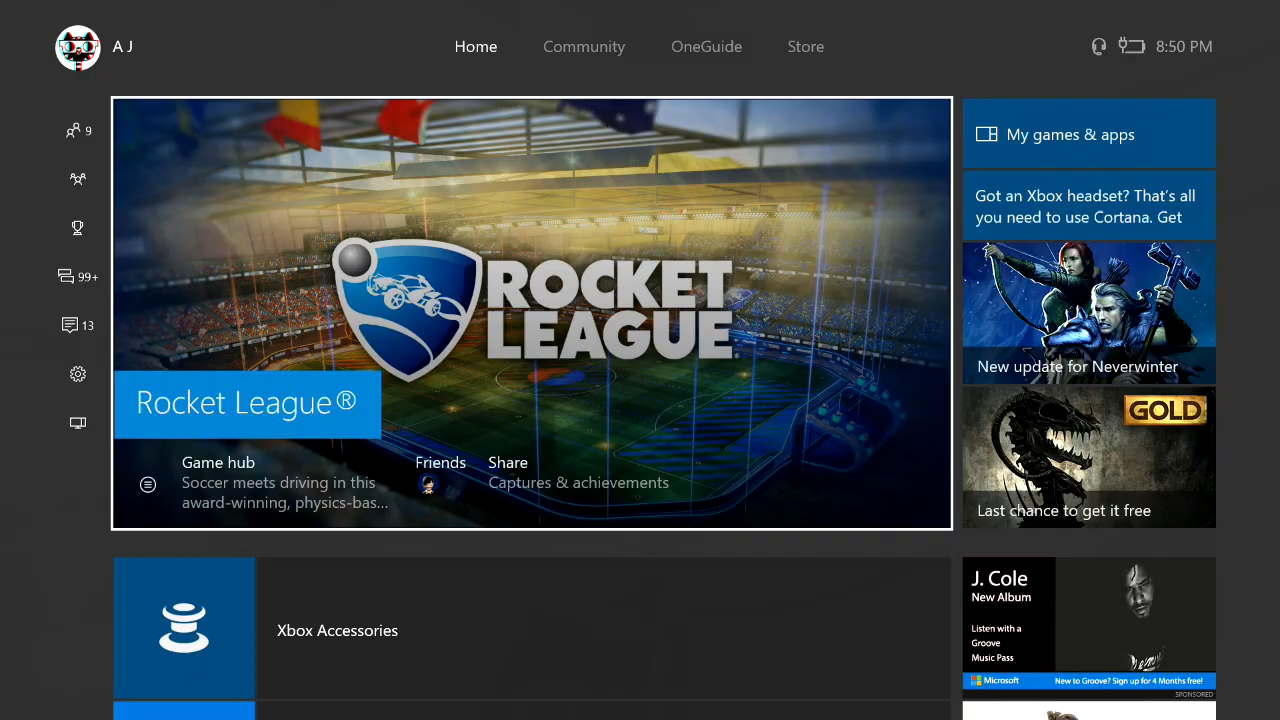 A J
Home
Community
OneGuide
Store
8:50 PM
9
99+
13
ROCKET
LEAGUE
Rocket League®
Game hub
Soccer meets driving in this
award-winning, physics-bas...
Friends
Share
Captures & achievements
My games & apps
Got an Xbox headset? That's all
you need to use Cortana. Get
New update for Neverwinter
GOLD
Last chance to get it free
Xbox Accessories
J. Cole
New Album
Listen with a
Groove
Music Pass
Microsoft
New to Groove? Sign up for 4 Months free!
SPONSORED